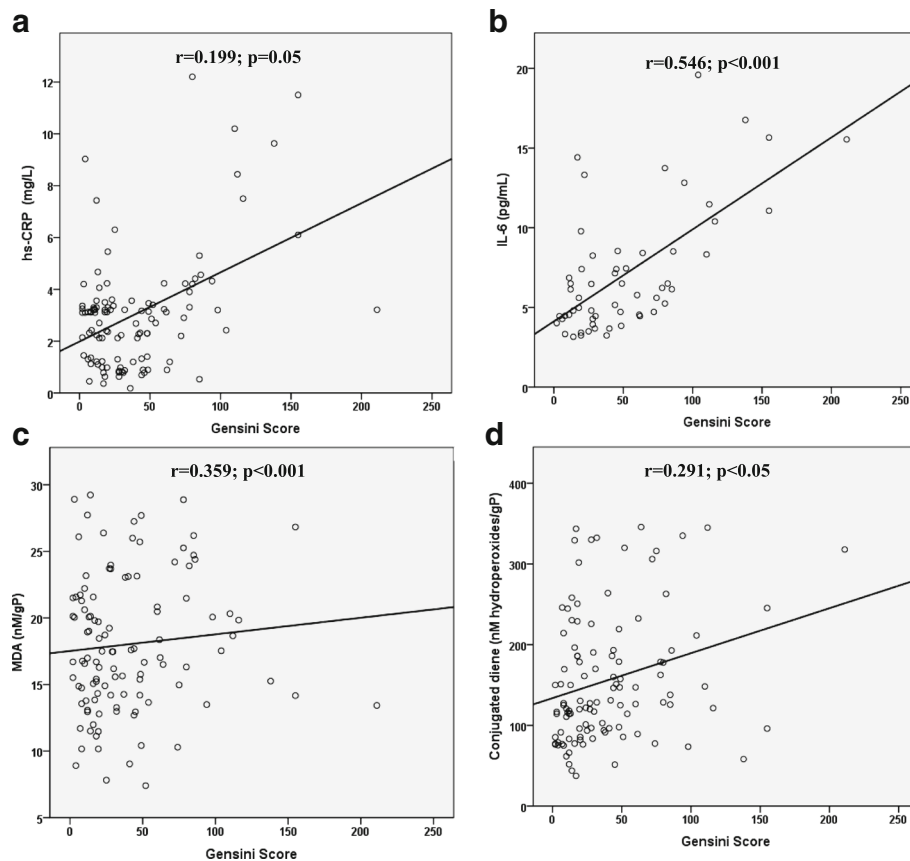 a
r=0.199; p=0.05
hs-CRP (mg/L)
12
10
8
6
4
2
0
0 50 100 150 200 250
Gensini Score
b
r=0.546; p<0.001
IL-6 (pg/mL)
20
15
10
5
0
0 50 100 150 200 250
Gensini Score
c
r=0.359; p<0.001
MDA (nM/gP)
30
25
20
15
10
5
0 50 100 150 200 250
Gensini Score
d
r=0.291; p<0.05
Conjugated diene (nM hydroperoxides/gP)
400
300
200
100
0
0 50 100 150 200 250
Gensini Score